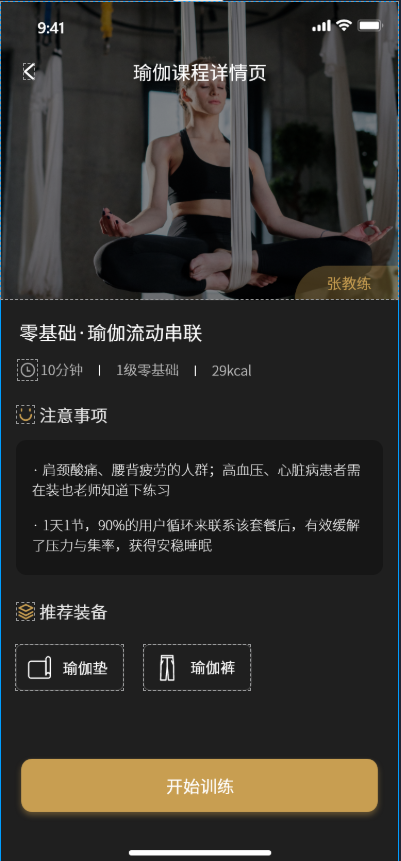 9:41
瑜伽课程详情页
张教练
零基础·瑜伽流动串联
10分钟 | 1级零基础 | 29kcal
注意事项
· 肩颈酸痛、腰背疲劳的人群；高血压、心脏病患者需
在装也老师知道下练习
· 1天1节，90%的用户循环来联系该套餐后，有效缓解
了压力与集率，获得安稳睡眠
推荐装备
瑜伽垫 瑜伽裤
开始训练